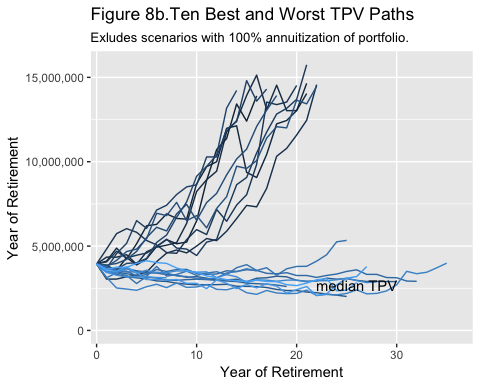 Figure 8b.Ten Best and Worst TPV Paths
Exludes scenarios with 100% annuitization of portfolio.
15,000,000
10,000,000
5,000,000
0
Year of Retirement
median TPV
0 10 20 30
Year of Retirement